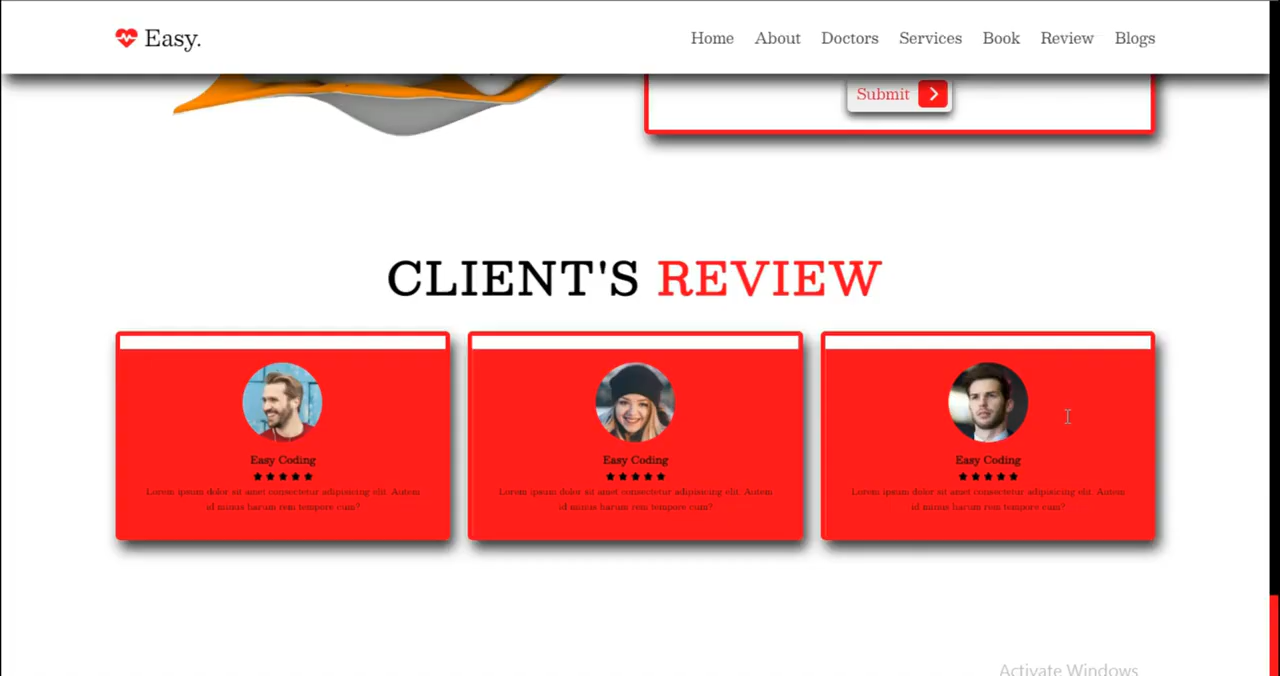 Easy.
Home About Doctors Services Book Review Blogs
Submit
CLIENT'S REVIEW
Easy Coding
Lorem ipsum dolor sit amet consectetur adipisicing elit. Autem
id minus harum rem tempore cum?
Easy Coding
Lorem ipsum dolor sit amet consectetur adipisicing elit. Autem
id minus harum rem tempore cum?
Easy Coding
Lorem ipsum dolor sit amet consectetur adipisicing elit. Autem
id minus harum rem tempore cum?
Activate Windows